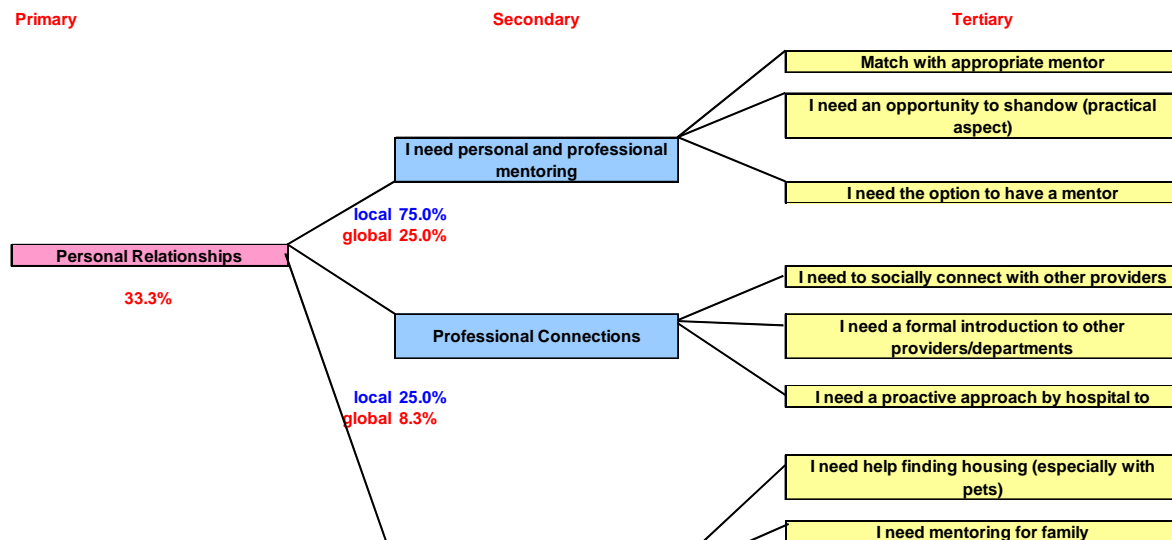 Primary
Secondary
Tertiary
Match with appropriate mentor
I need an opportunity to shandow (practical
aspect)
I need personal and professional
mentoring
I need the option to have a mentor
local 75.0%
global 25.0%
Personal Relationships
33.3%
I need to socially connect with other providers
I need a formal introduction to other
providers/departments
Professional Connections
I need a proactive approach by hospital to
local 25.0%
global 8.3%
I need help finding housing (especially with
pets)
I need mentoring for family